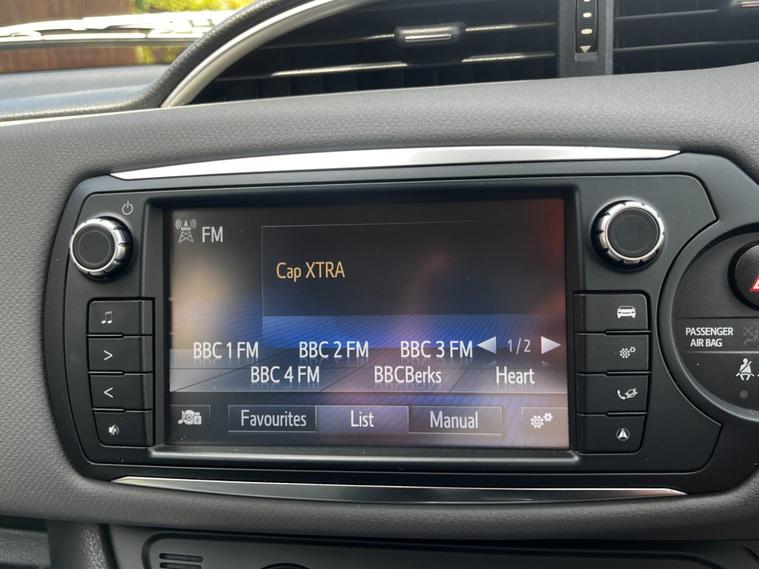 FM
Cap XTRA
BBC 1 FM BBC 2 FM BBC 3 FM 1/2
BBC 4 FM BBCBerks Heart
Favourites List Manual
PASSENGER
AIR BAG